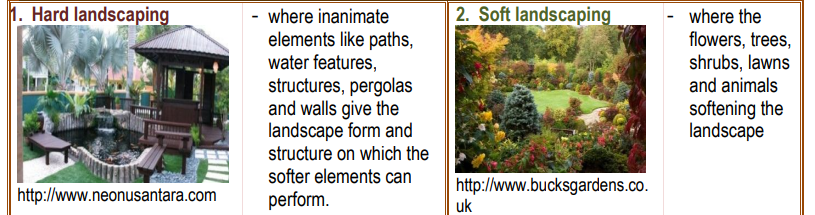 1. Hard landscaping
http://www.neonusantara.com
- where inanimate
elements like paths,
water features,
structures, pergolas
and walls give the
landscape form and
structure on which the
softer elements can
perform.
2. Soft landscaping
http://www.bucksgardens.co.
uk
- where the
flowers, trees,
shrubs, lawns
and animals
softening the
landscape